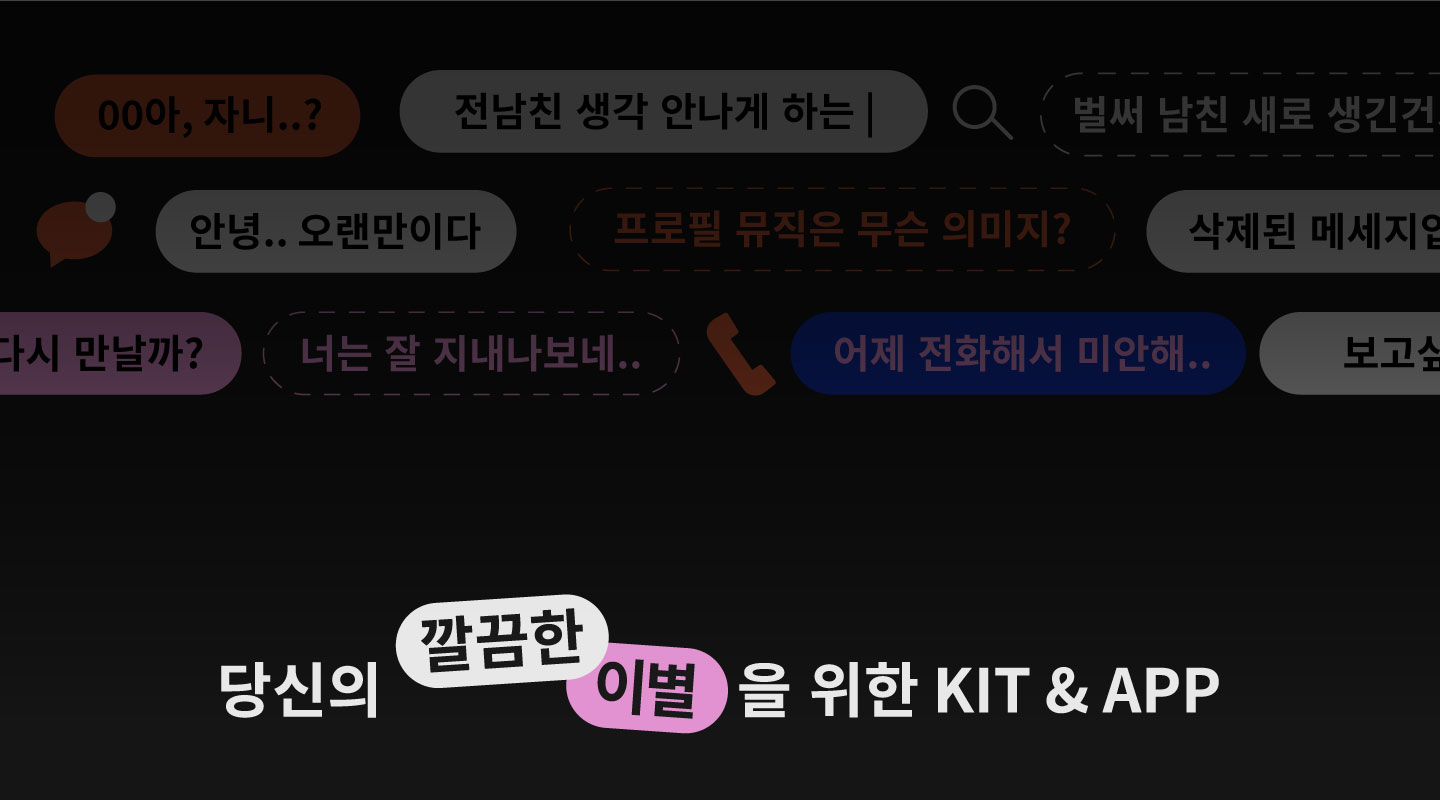 00아, 자니..?
전남친 생각 안나게 하는 |
벌써 남친 새로 생긴건
안녕.. 오랜만이다
프로필 뮤직은 무슨 의미지?
삭제된 메세지입
다시 만날까?
너는 잘 지내나보네..
어제 전화해서 미안해..
보고싶
당신의 깔끔한 이별을 위한 KIT & APP